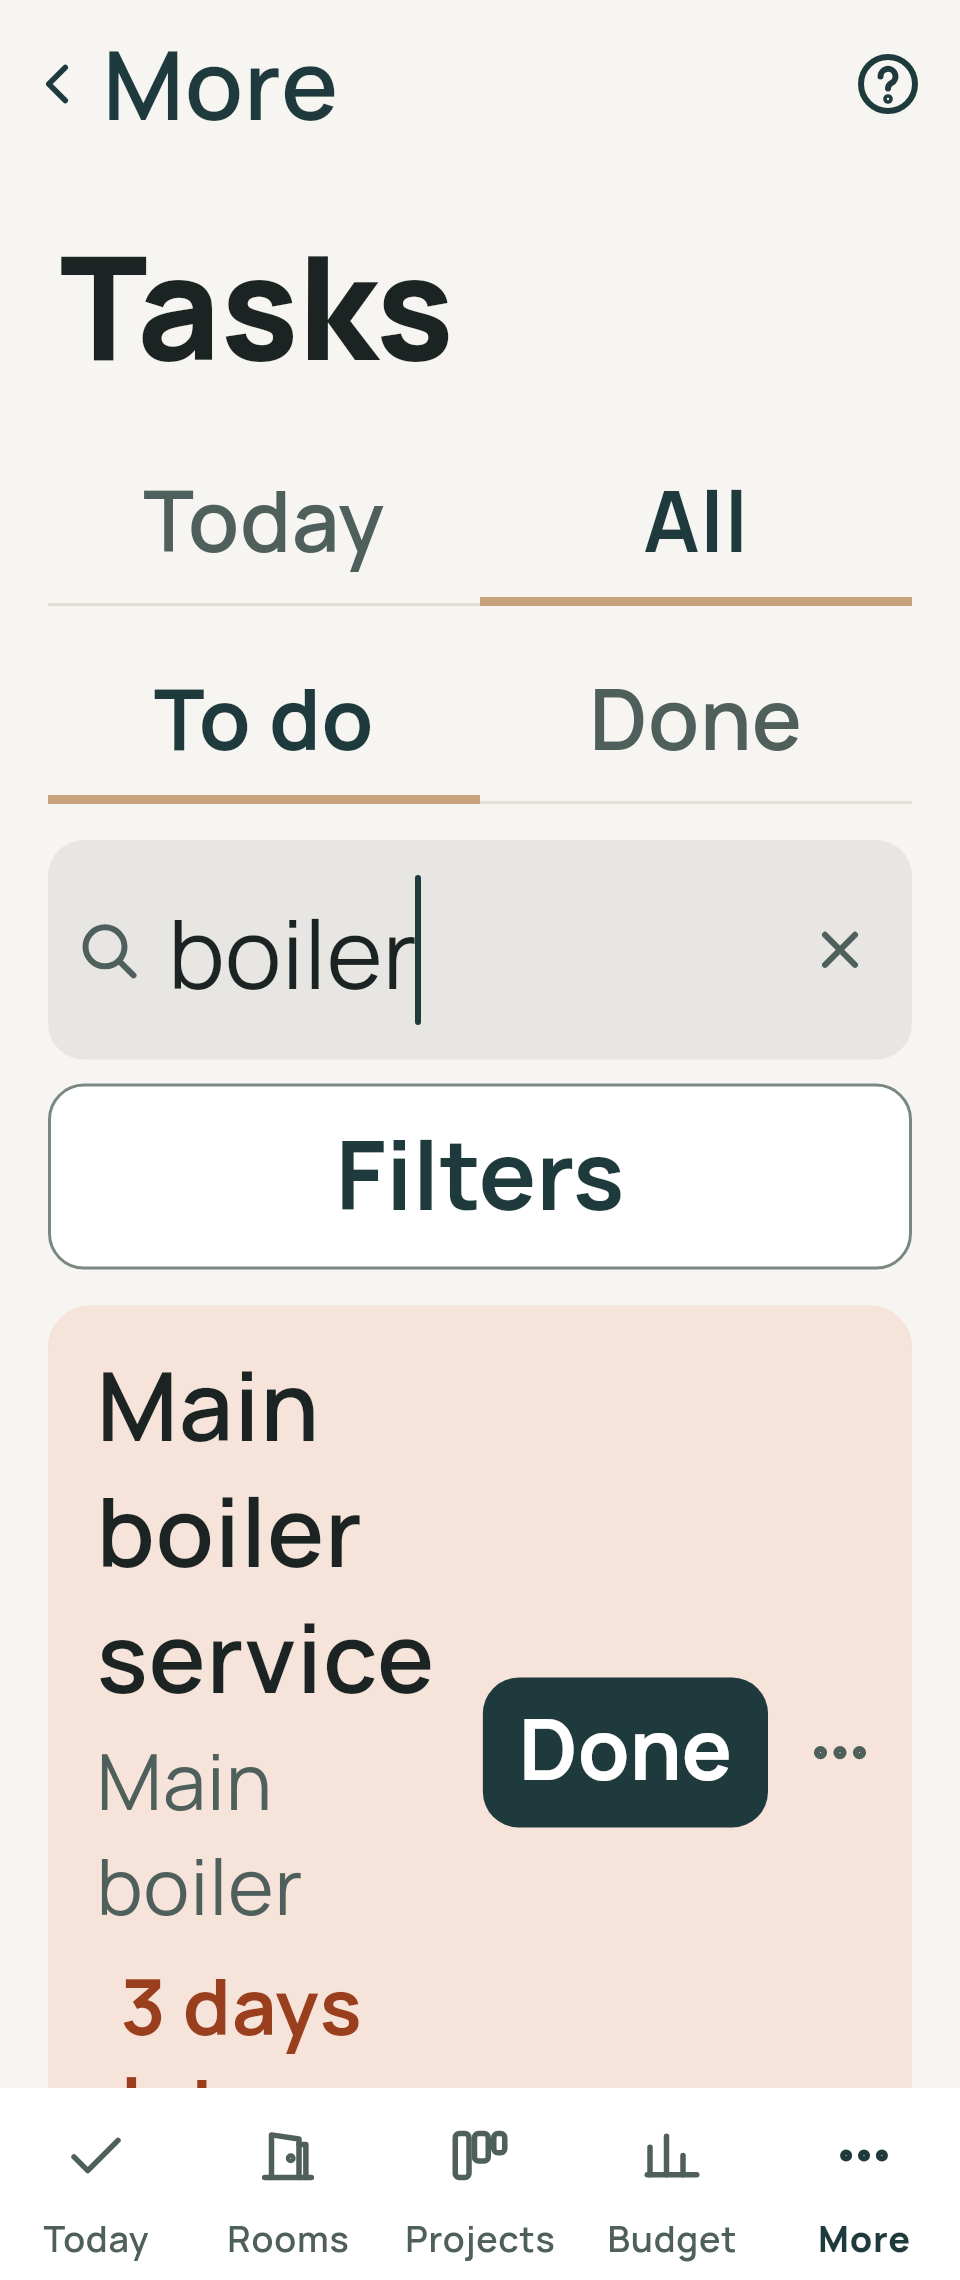 More
Tasks
Today All
To do Done
boiler
Filters
Main
boiler
service
Main
boiler
3 days
Done
Today Rooms Projects Budget More